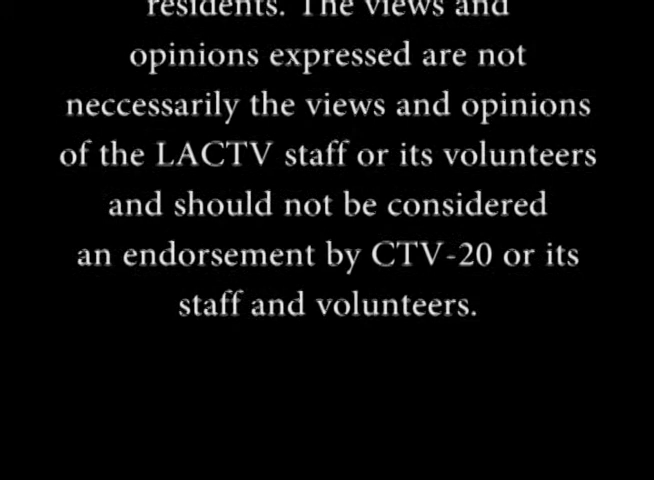 residents. The views and
opinions expressed are not
neccessarily the views and opinions
of the LACTV staff or its volunteers
and should not be considered
an endorsement by CTV-20 or its
staff and volunteers.